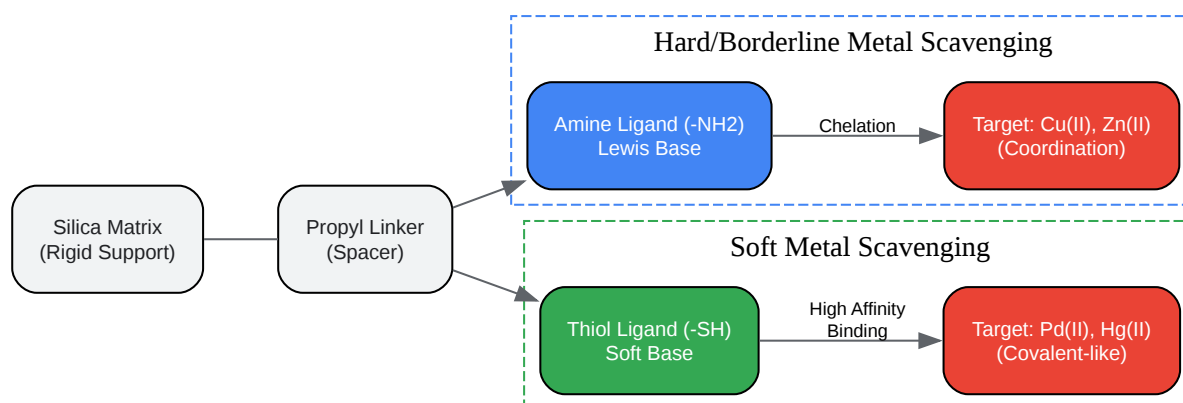 Hard/Borderline Metal Scavenging
Amine Ligand (-NH2)
Lewis Base
Chelation
Target: Cu(II), Zn(II)
(Coordination)
Silica Matrix
(Rigid Support)
Propyl Linker
(Spacer)
Soft Metal Scavenging
Thiol Ligand (-SH)
Soft Base
High Affinity
Binding
Target: Pd(II), Hg(II)
(Covalent-like)